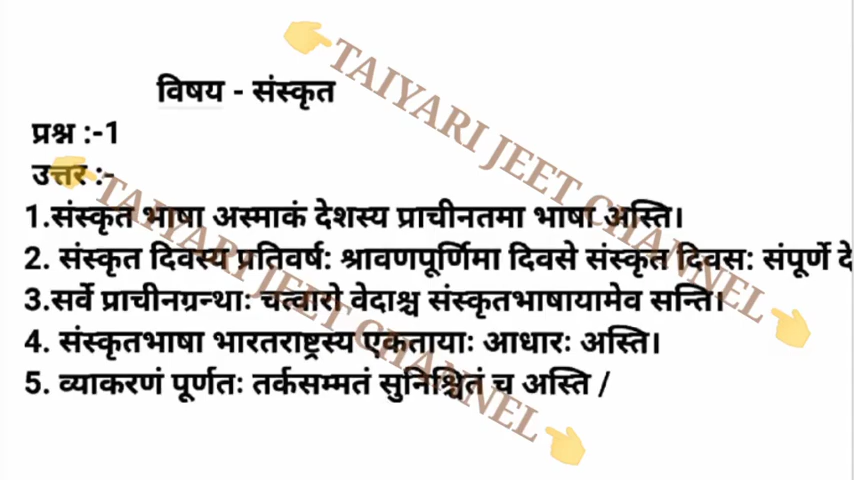 विषय - संस्कृत
प्रश्न :-1
उत्तर :-
1.संस्कृत भाषा अस्माकं देशस्य प्राचीनतमा भाषा अस्ति।
2. संस्कृत दिवस्य प्रतिवर्ष: श्रावणपूर्णिमा दिवसे संस्कृत दिवस: संपूर्णे दे
3.सर्वे प्राचीनग्रन्थाः चत्वारो वेदाश्च संस्कृतभाषायामेव सन्ति।
4. संस्कृतभाषा भारतराष्ट्रस्य एकतायाः आधारः अस्ति।
5. व्याकरणं पूर्णतः तर्कसम्मतं सुनिश्चितं च अस्ति /
TAIYARI JEET CHANNEL
TAIYARI JEET CHANNEL